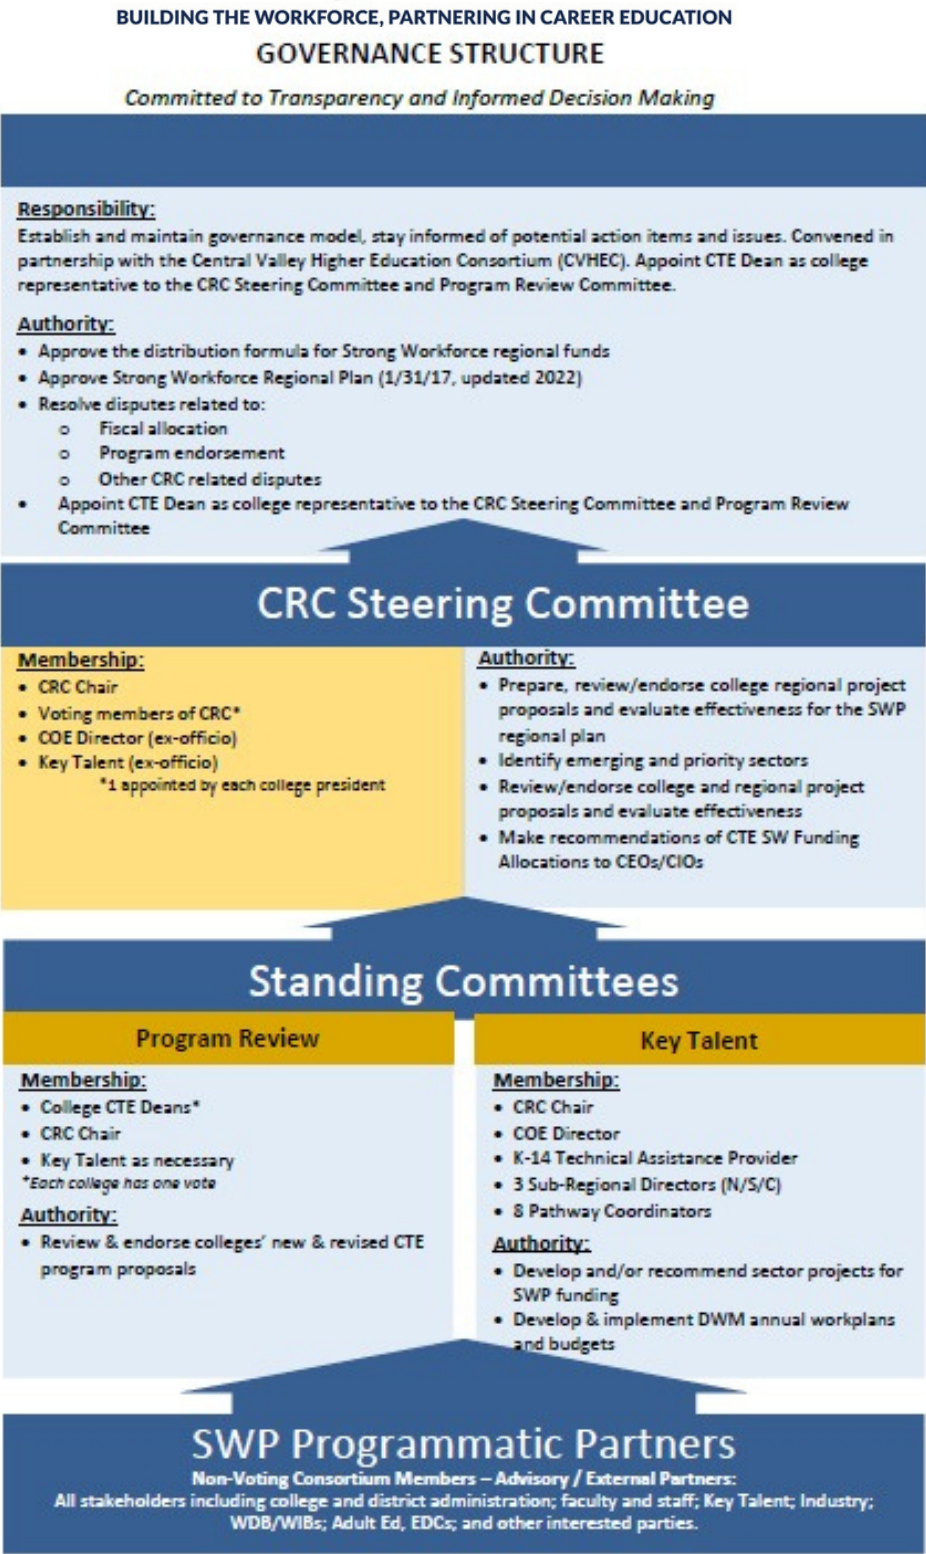 BUILDING THE WORKFORCE, PARTNERING IN CAREER EDUCATION
GOVERNANCE STRUCTURE
Committed to Transparency and Informed Decision Making
Responsibility:
Establish and maintain governance model, stay informed of potential action items and issues. Convened in
partnership with the Central Valley Higher Education Consortium (CVHEC). Appoint CTE Dean as college
representative to the CRC Steering Committee and Program Review Committee.
Authority:
• Approve the distribution formula for Strong Workforce regional funds
• Approve Strong Workforce Regional Plan (1/31/17, updated 2022)
• Resolve disputes related to:
o Fiscal allocation
o Program endorsement
o Other CRC related disputes
• Appoint CTE Dean as college representative to the CRC Steering Committee and Program Review
Committee
CRC Steering Committee
Membership:
• CRC Chair
• Voting members of CRC*
• COE Director (ex-officio)
• Key Talent (ex-officio)
*1 appointed by each college president
Authority:
• Prepare, review/endorse college regional project
proposals and evaluate effectiveness for the SWP
regional plan
• Identify emerging and priority sectors
• Review/endorse college and regional project
proposals and evaluate effectiveness
• Make recommendations of CTE SW Funding
Allocations to CEOs/CIOs
Standing Committees
Program Review
Membership:
• College CTE Deans*
• CRC Chair
• Key Talent as necessary
*Each college has one vote
Authority:
• Review & endorse colleges' new & revised CTE
program proposals
Key Talent
Membership:
• CRC Chair
• COE Director
• K-14 Technical Assistance Provider
• 3 Sub-Regional Directors (N/S/C)
• 8 Pathway Coordinators
Authority:
• Develop and/or recommend sector projects for
SWP funding
• Develop & implement DWM annual workplans
and budgets
SWP Programmatic Partners
Non-Voting Consortium Members – Advisory / External Partners:
All stakeholders including college and district administration; faculty and staff; Key Talent; Industry;
WDB/WIBs; Adult Ed, EDCs; and other interested parties.